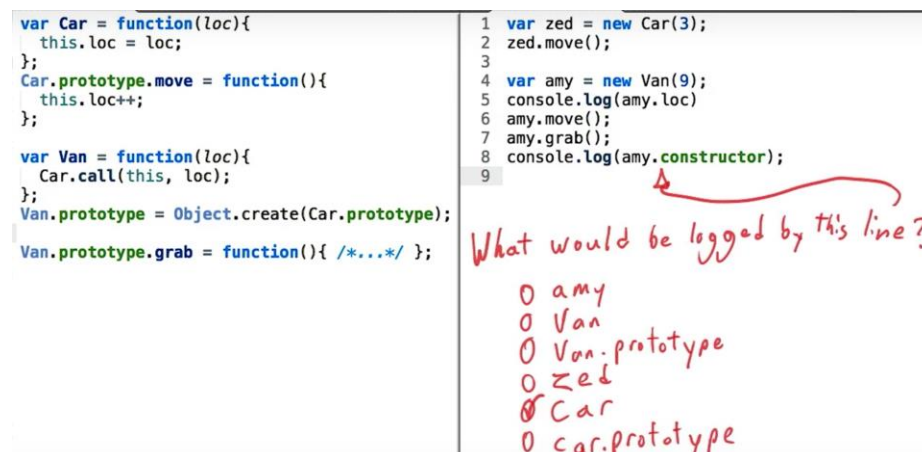 var Car = function(loc){
this.loc = loc;
};
Car.prototype.move = function(){
this.loc++;
};
var Van = function(loc){
Car.call(this, loc);
};
Van.prototype = Object.create(Car.prototype);
Van.prototype.grab = function(){ /*...*/ };
1 var zed = new Car(3);
2 zed.move();
3
4 var amy = new Van(9);
5 console.log(amy.loc)
6 amy.move();
7 amy.grab();
8 console.log(amy.constructor);
9
What would be logged by this line?
amy
Van
Van.prototype
zed
Car
car.prototype